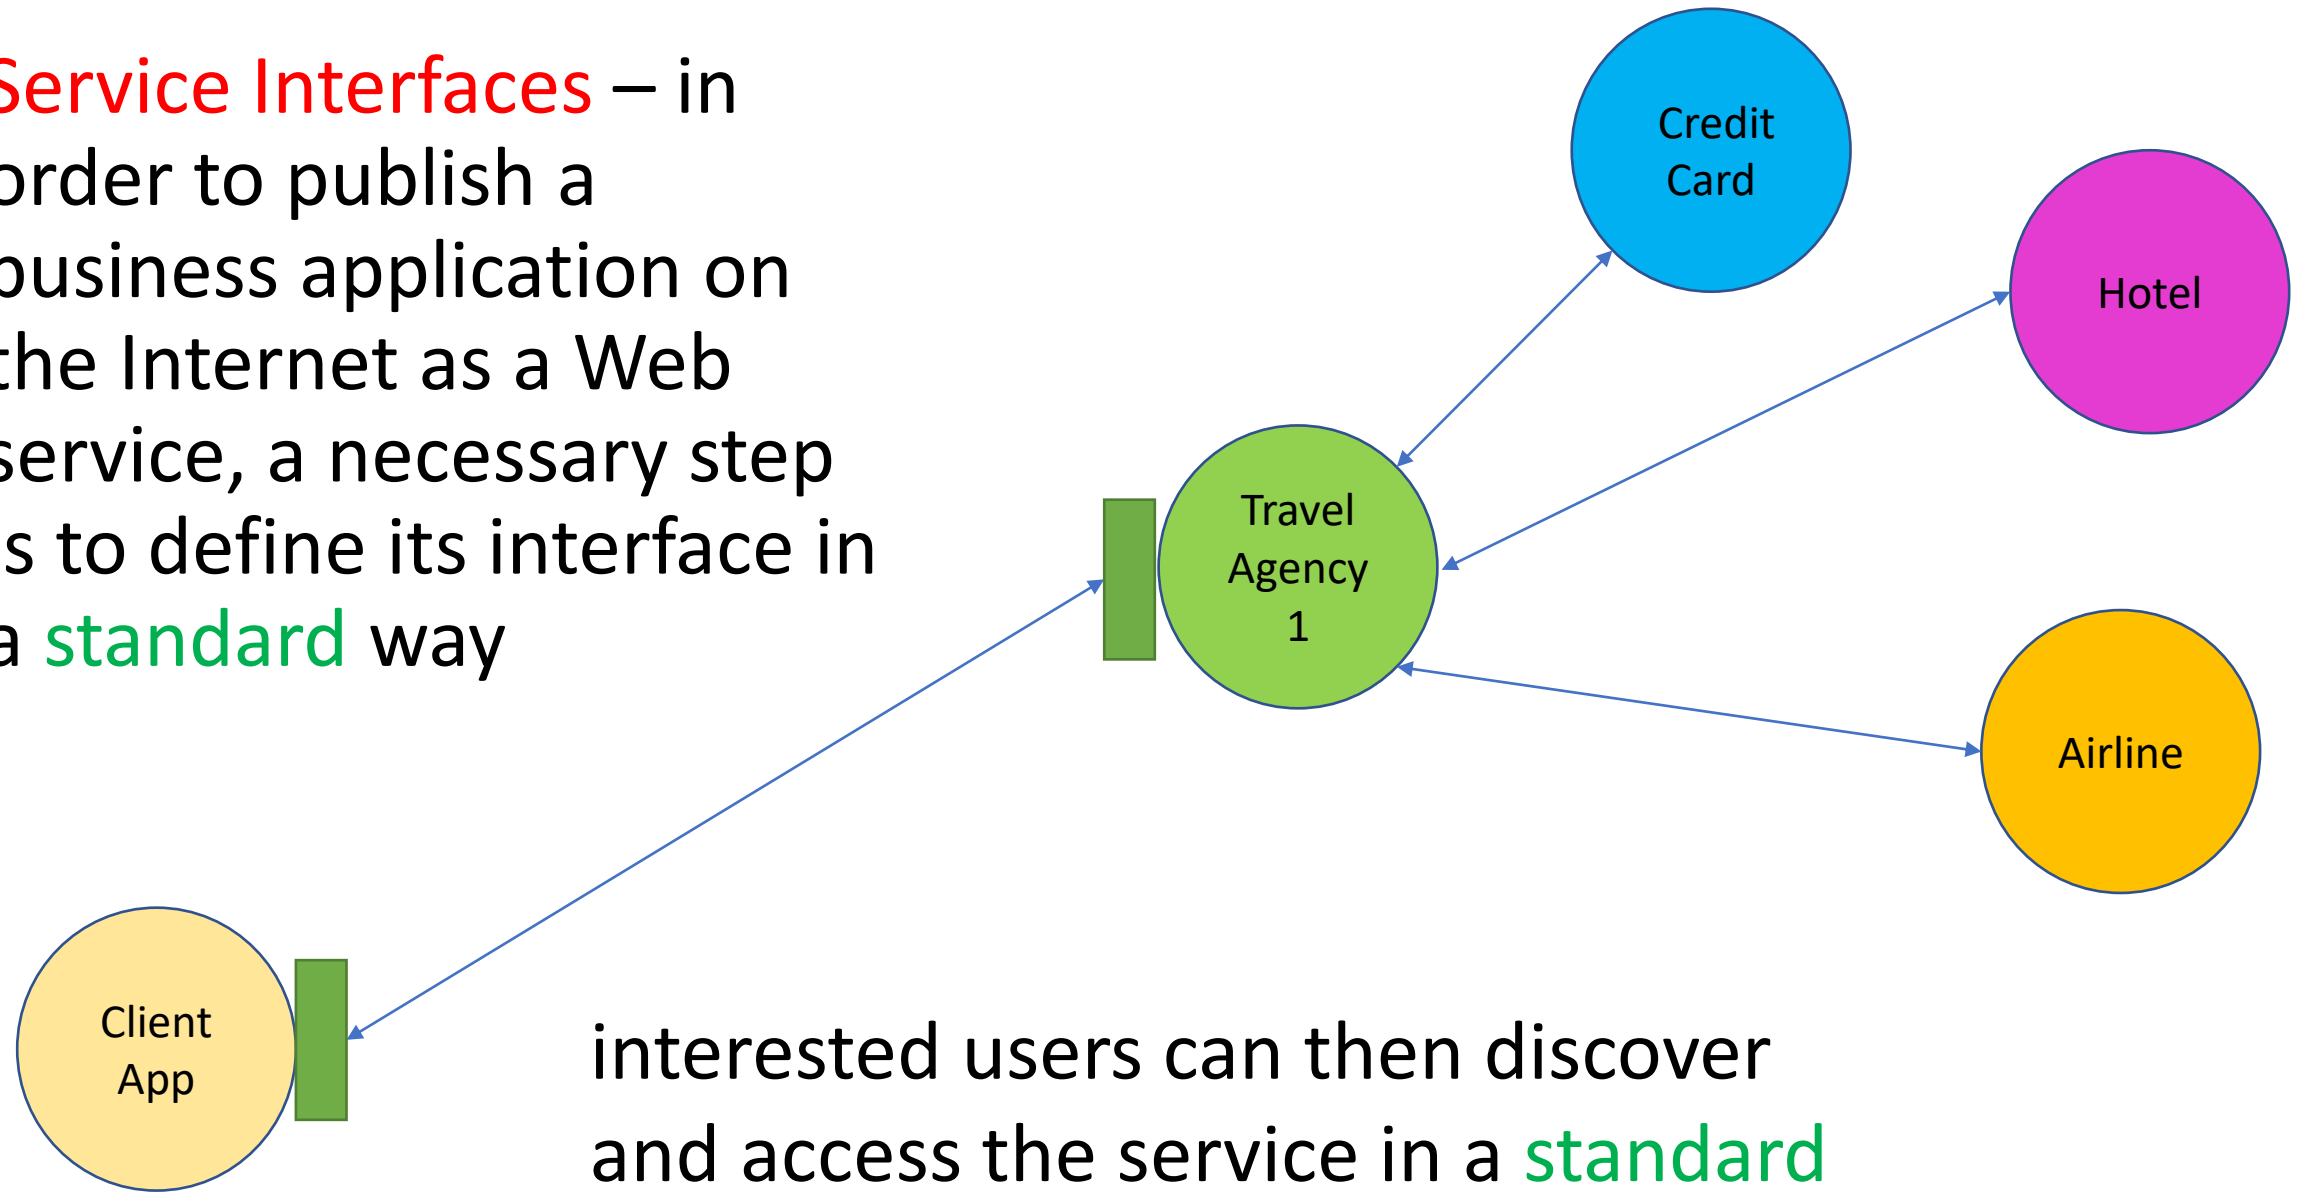 Service Interfaces – in
order to publish a
business application on
the Internet as a Web
service, a necessary step
is to define its interface in
a standard way
Credit
Card
Hotel
Travel
Agency
1
Airline
Client
App
interested users can then discover
and access the service in a standard